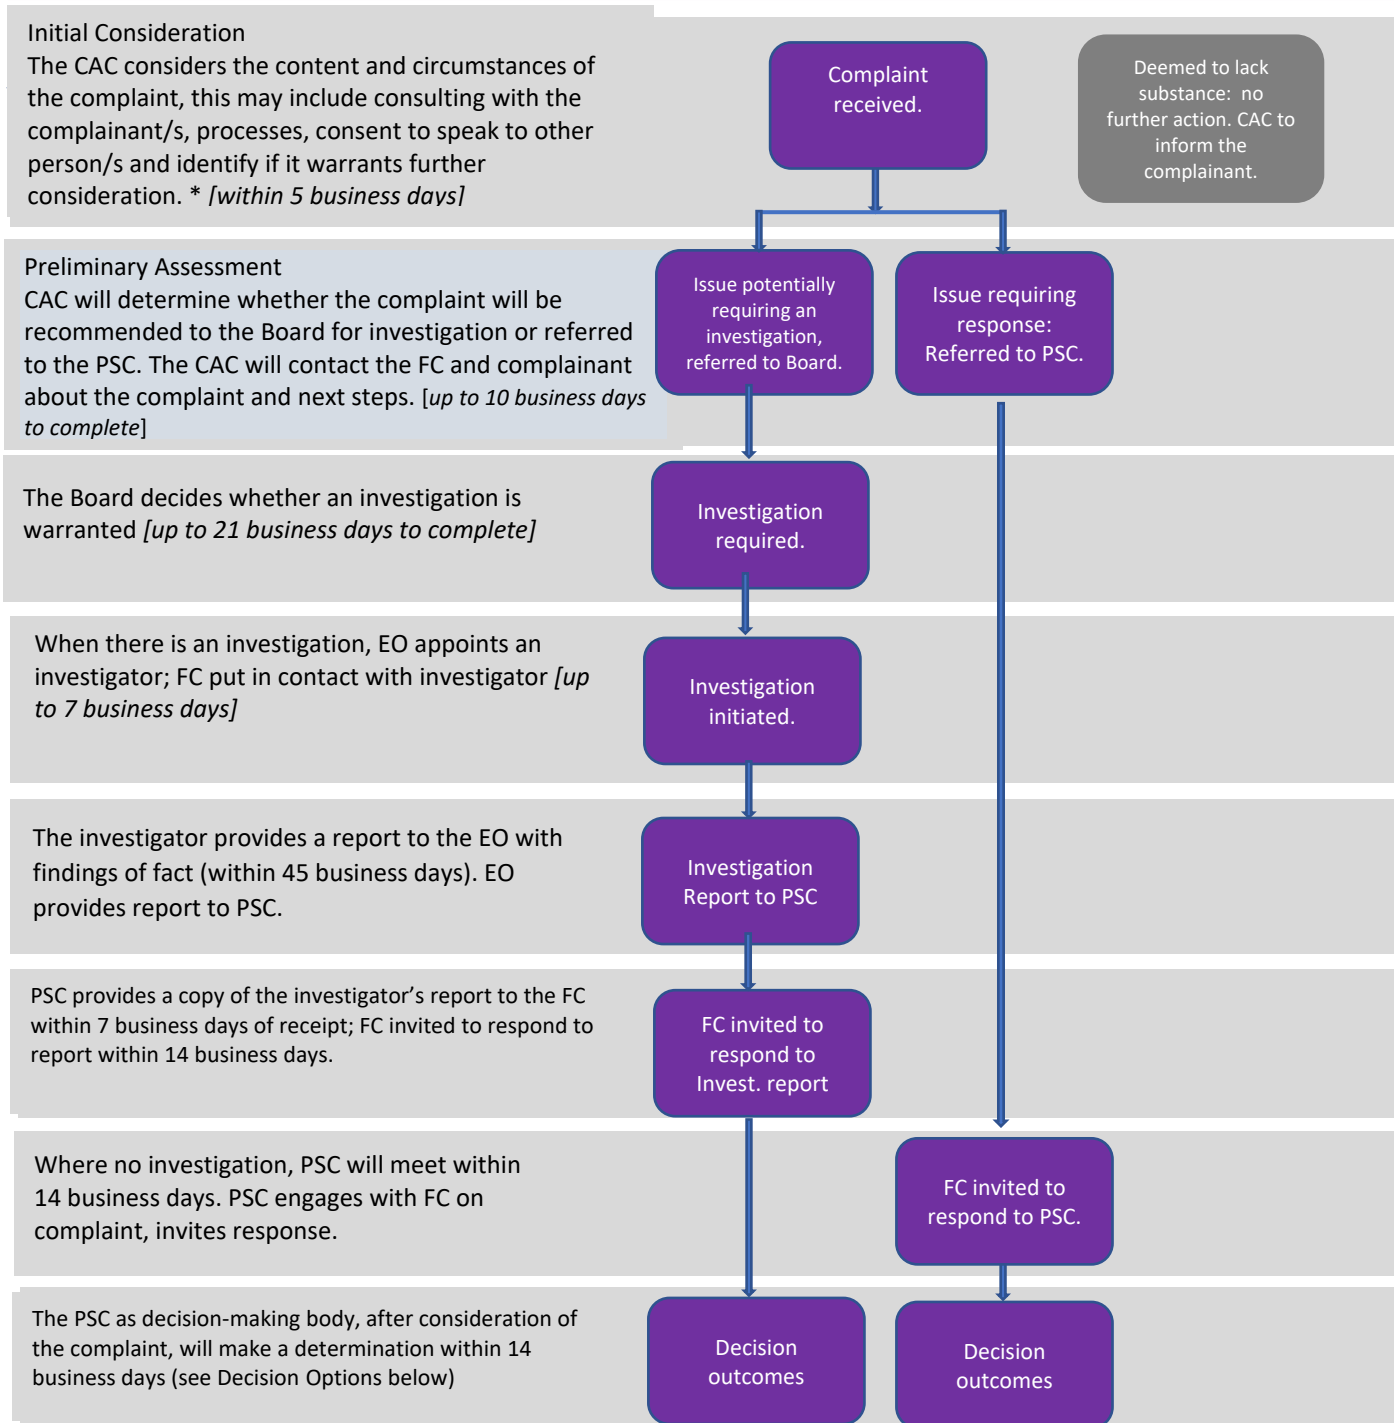 Initial Consideration
The CAC considers the content and circumstances of
the complaint, this may include consulting with the
complainant/s, processes, consent to speak to other
person/s and identify if it warrants further
consideration. * [within 5 business days]
Complaint
received.
Deemed to lack
substance: no
further action. CAC to
inform the
complainant.
Preliminary Assessment
CAC will determine whether the complaint will be
recommended to the Board for investigation or referred
to the PSC. The CAC will contact the FC and complainant
about the complaint and next steps. [up to 10 business days
to complete]
Issue potentially
requiring an
investigation,
referred to Board.
Issue requiring
response:
Referred to PSC.
The Board decides whether an investigation is
warranted [up to 21 business days to complete]
Investigation
required.
When there is an investigation, EO appoints an
investigator; FC put in contact with investigator [up
to 7 business days]
Investigation
initiated.
The investigator provides a report to the EO with
findings of fact (within 45 business days). EO
provides report to PSC.
Investigation
Report to PSC
PSC provides a copy of the investigator’s report to the FC
within 7 business days of receipt; FC invited to respond to
report within 14 business days.
FC invited to
respond to
Invest. report
Where no investigation, PSC will meet within
14 business days. PSC engages with FC on
complaint, invites response.
FC invited to
respond to PSC.
The PSC as decision-making body, after consideration of
the complaint, will make a determination within 14
business days (see Decision Options below)
Decision
outcomes
Decision
outcomes